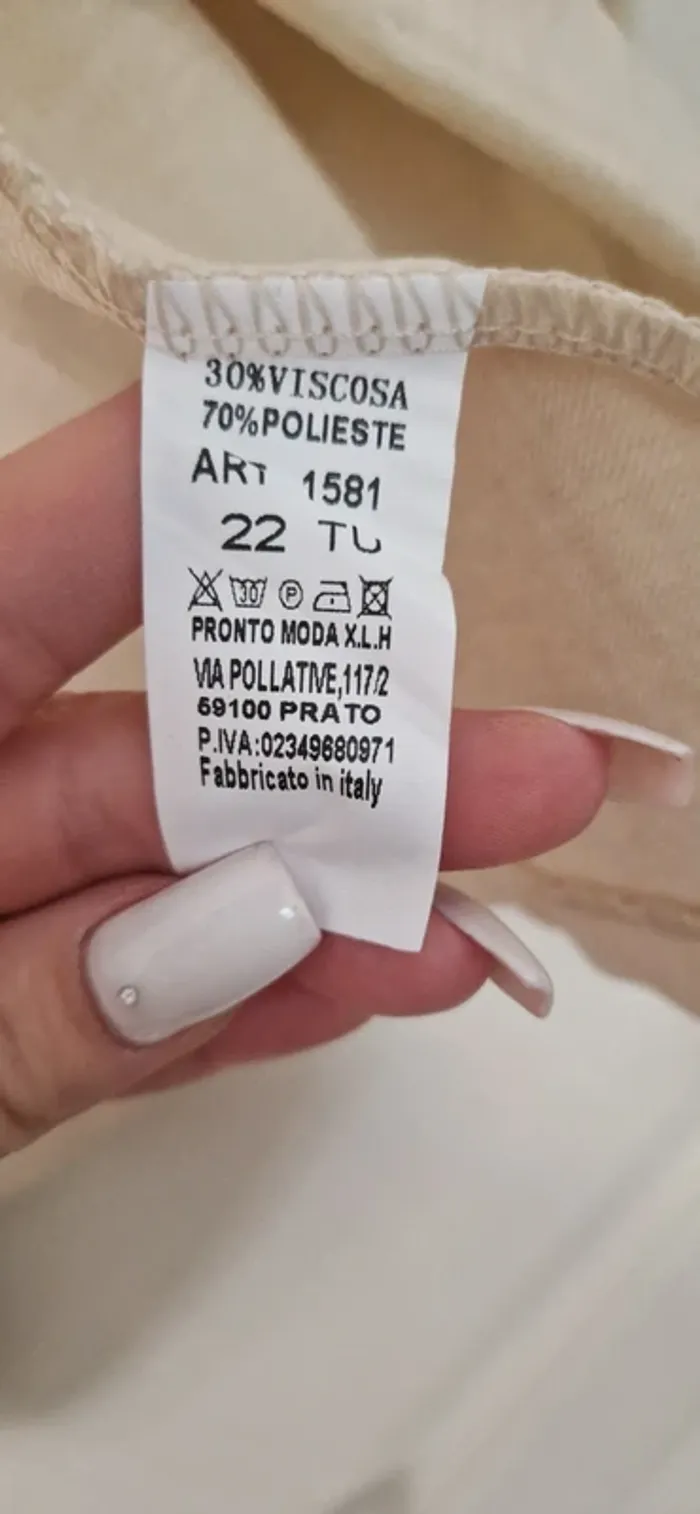 30%VISCOSA
70%POLIESTE
ART 1581
22 TU
30 P
PRONTO MODA X.L.H
VIA POLLATIVE,117/2
59100 PRATO
P.IVA:02349680971
Fabbricato in italy